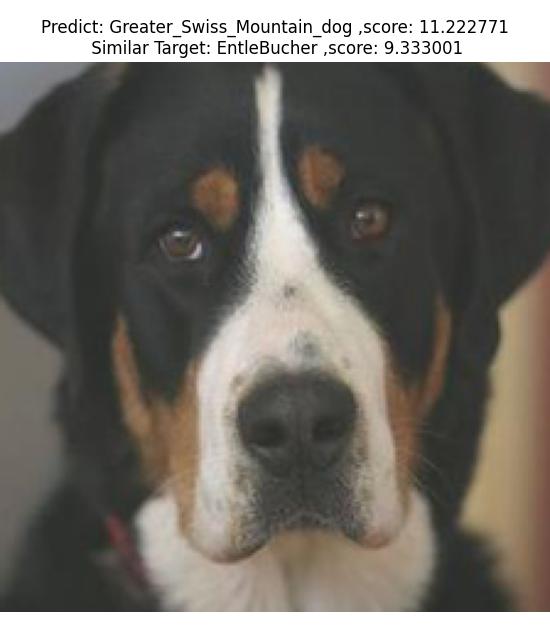 Predict: Greater_Swiss_Mountain_dog ,score: 11.222771
Similar Target: EntleBucher ,score: 9.333001